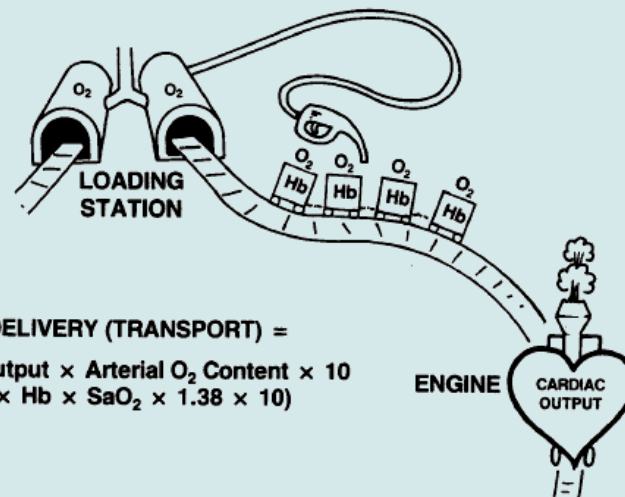 O₂
O₂
LOADING
STATION
O₂ O₂ O₂ O₂
Hb Hb Hb Hb
DELIVERY (TRANSPORT) =
Arterial O₂ Content × 10
× Hb × SaO₂ × 1.38 × 10)
ENGINE
CARDIAC
OUTPUT